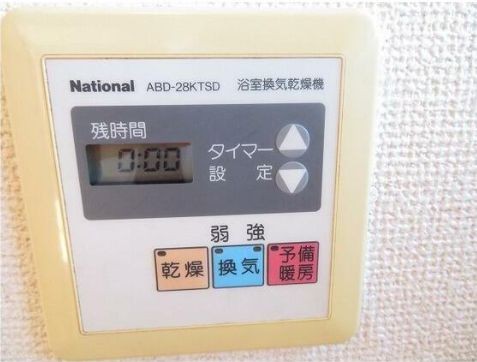 National ABD-28KTSD 浴室換気乾燥機
残時間
0:00
タイマー
設定
弱 強
乾燥
換気
予備
暖房